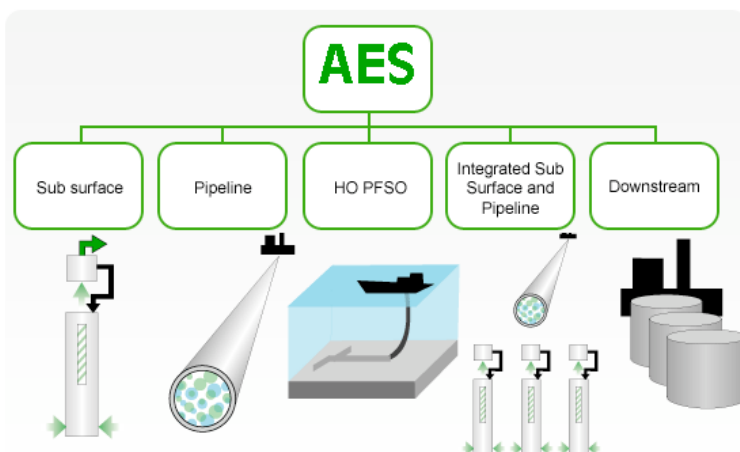 AES
Sub surface
Pipeline
HO PFSO
Integrated Sub
Surface and
Pipeline
Downstream